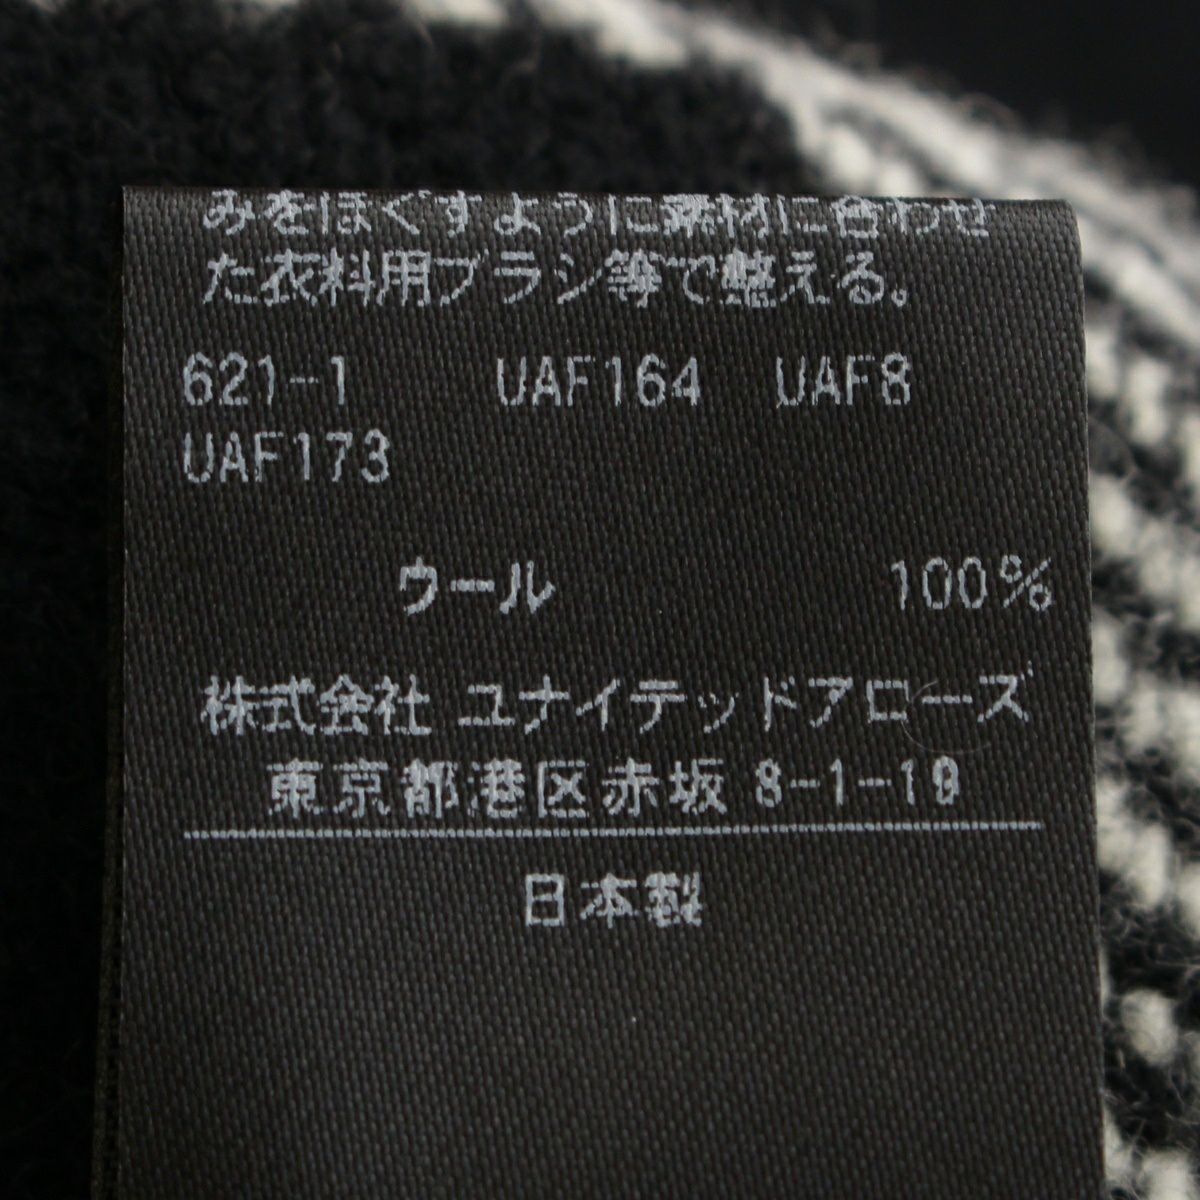 みをほぐすように素材に合わせ
た衣料用ブラシ等で整える。
621-1 UAF164 UAF8
UAF173
ウール 100%
株式会社 ユナイテッドアローズ
東京都港区赤坂 8-1-19
日本製